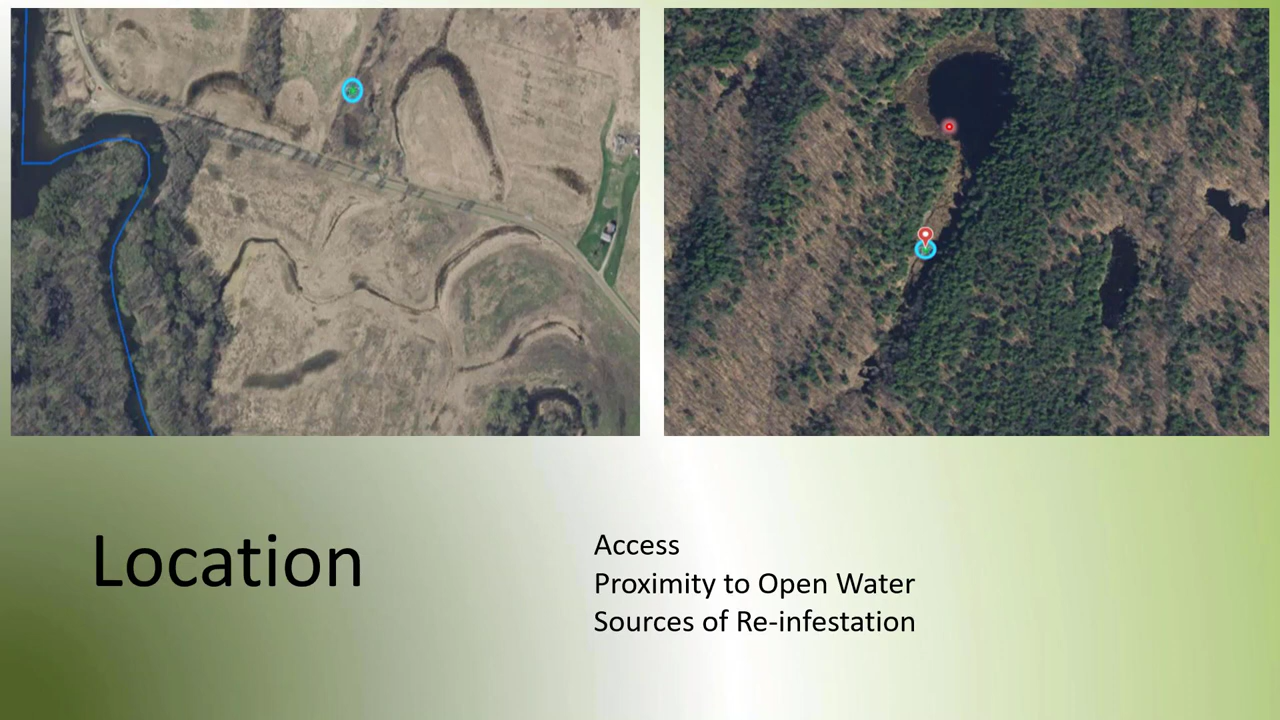 Location
Access
Proximity to Open Water
Sources of Re-infestation